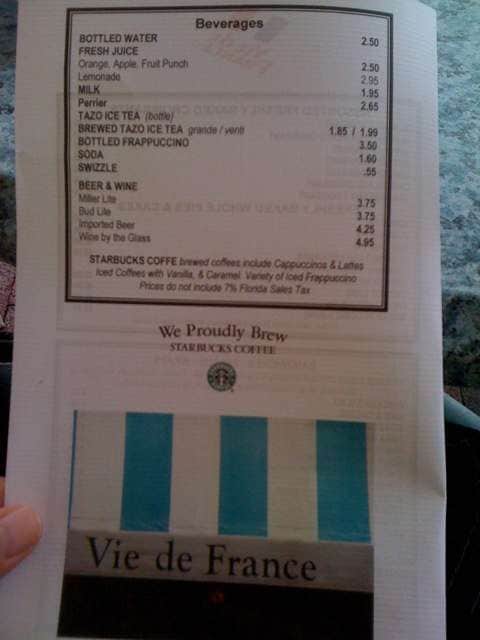 Beverages
BOTTLED WATER 2.50
FRESH JUICE
Orange, Apple, Fruit Punch 2.50
Lemonade 2.95
MILK 1.95
Perrier 2.65
TAZO ICE TEA (bottle)
BREWED TAZO ICE TEA grande / venti 1.85 / 1.99
BOTTLED FRAPPUCCINO 3.50
SODA 1.60
SWIZZLE .55
BEER & WINE
Miller Lite 3.75
Bud Lite 3.75
Imported Beer 4.25
Wine by the Glass 4.95
STARBUCKS COFFE brewed coffees include Cappuccinos & Lattes
Iced Coffees with Vanilla, & Caramel. Variety of Iced Frappuccino
Prices do not include 7% Florida Sales Tax
We Proudly Brew
STARBUCKS COFFEE
Vie de France